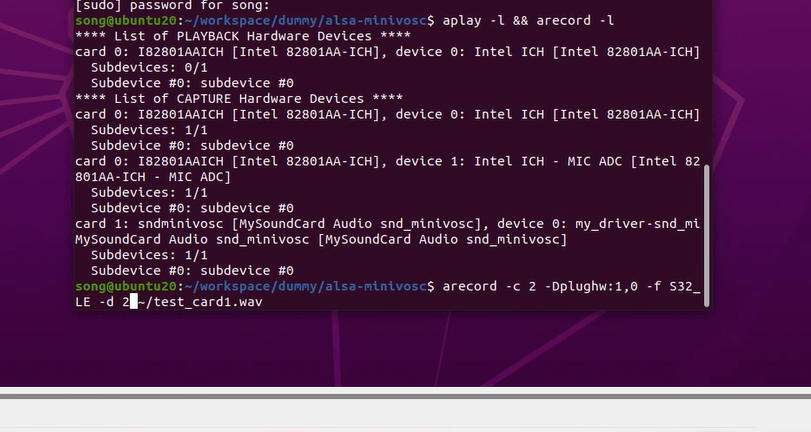 [sudo] password for song:
song@ubuntu20:~/workspace/dummy/alsa-minivosc$ aplay -l && arecord -l
**** List of PLAYBACK Hardware Devices ****
card 0: I82801AAICH [Intel 82801AA-ICH], device 0: Intel ICH [Intel 82801AA-ICH]
  Subdevices: 0/1
  Subdevice #0: subdevice #0
**** List of CAPTURE Hardware Devices ****
card 0: I82801AAICH [Intel 82801AA-ICH], device 0: Intel ICH [Intel 82801AA-ICH]
  Subdevices: 1/1
  Subdevice #0: subdevice #0
card 0: I82801AAICH [Intel 82801AA-ICH], device 1: Intel ICH - MIC ADC [Intel 82
801AA-ICH - MIC ADC]
  Subdevices: 1/1
  Subdevice #0: subdevice #0
card 1: sndminivosc [MySoundCard Audio snd_minivosc], device 0: my_driver-snd_mi
MySoundCard Audio snd_minivosc [MySoundCard Audio snd_minivosc]
  Subdevices: 1/1
  Subdevice #0: subdevice #0
song@ubuntu20:~/workspace/dummy/alsa-minivosc$ arecord -c 2 -Dplughw:1,0 -f S32_
LE -d 2 ~/test_card1.wav